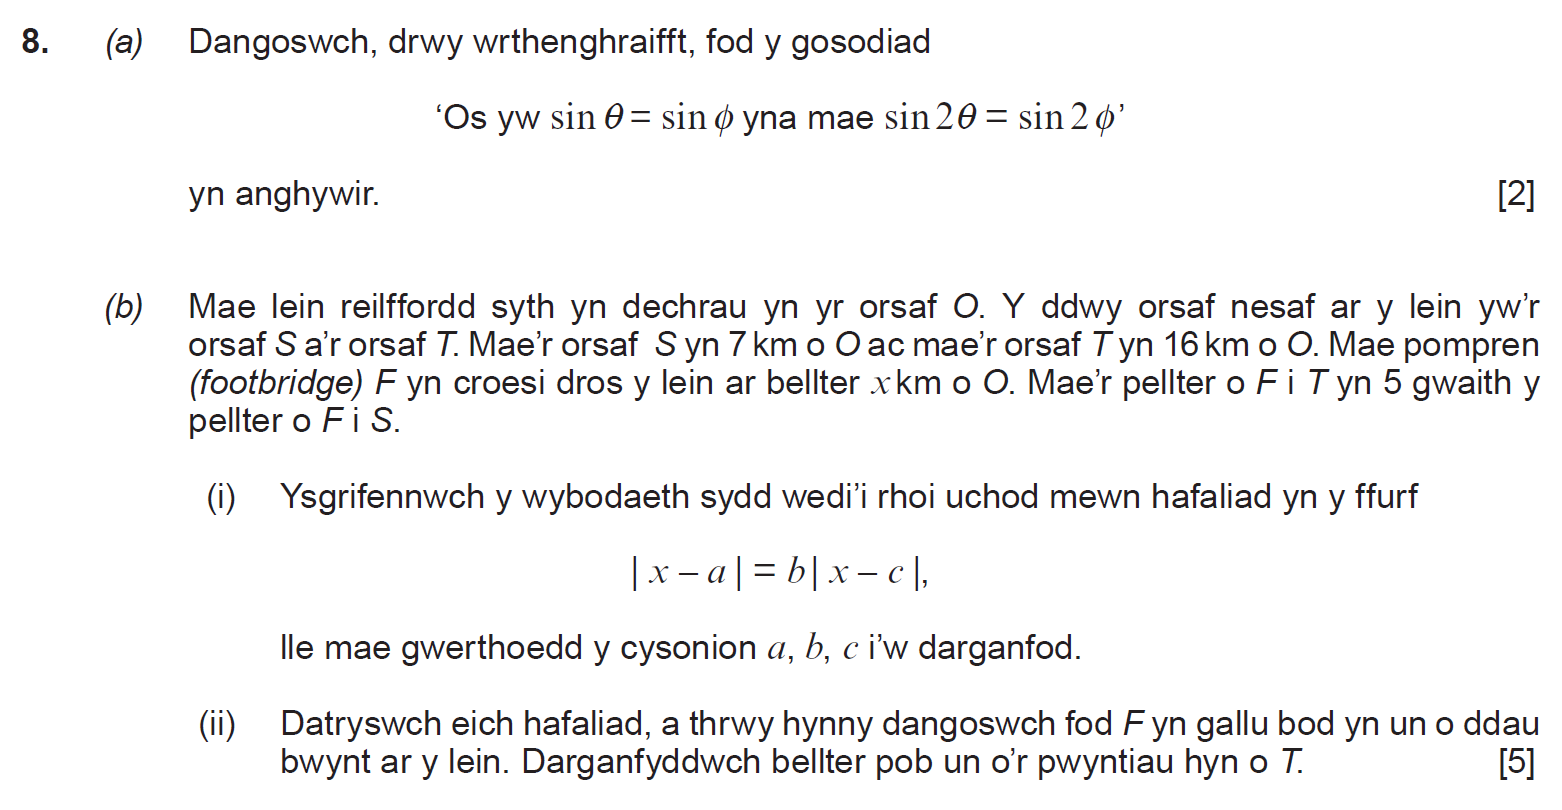 8. (a) Dangoswch, drwy wrthenghraifft, fod y gosodiad
‘Os yw sin θ = sin ϕ yna mae sin 2θ = sin 2ϕ’
yn anghywir. [2]
(b) Mae lein reilffordd syth yn dechrau yn yr orsaf O. Y ddwy orsaf nesaf ar y lein yw’r
orsaf S a’r orsaf T. Mae’r orsaf S yn 7 km o O ac mae’r orsaf T yn 16 km o O. Mae pompren
(footbridge) F yn croesi dros y lein ar bellter x km o O. Mae’r pellter o F i T yn 5 gwaith y
pellter o F i S.
(i) Ysgrifennwch y wybodaeth sydd wedi’i rhoi uchod mewn hafaliad yn y ffurf
| x – a | = b | x – c |,
lle mae gwerthoedd y cysonion a, b, c i’w darganfod.
(ii) Datryswch eich hafaliad, a thrwy hynny dangoswch fod F yn gallu bod yn un o ddau
bwynt ar y lein. Darganfyddwch bellter pob un o’r pwyntiau hyn o T. [5]